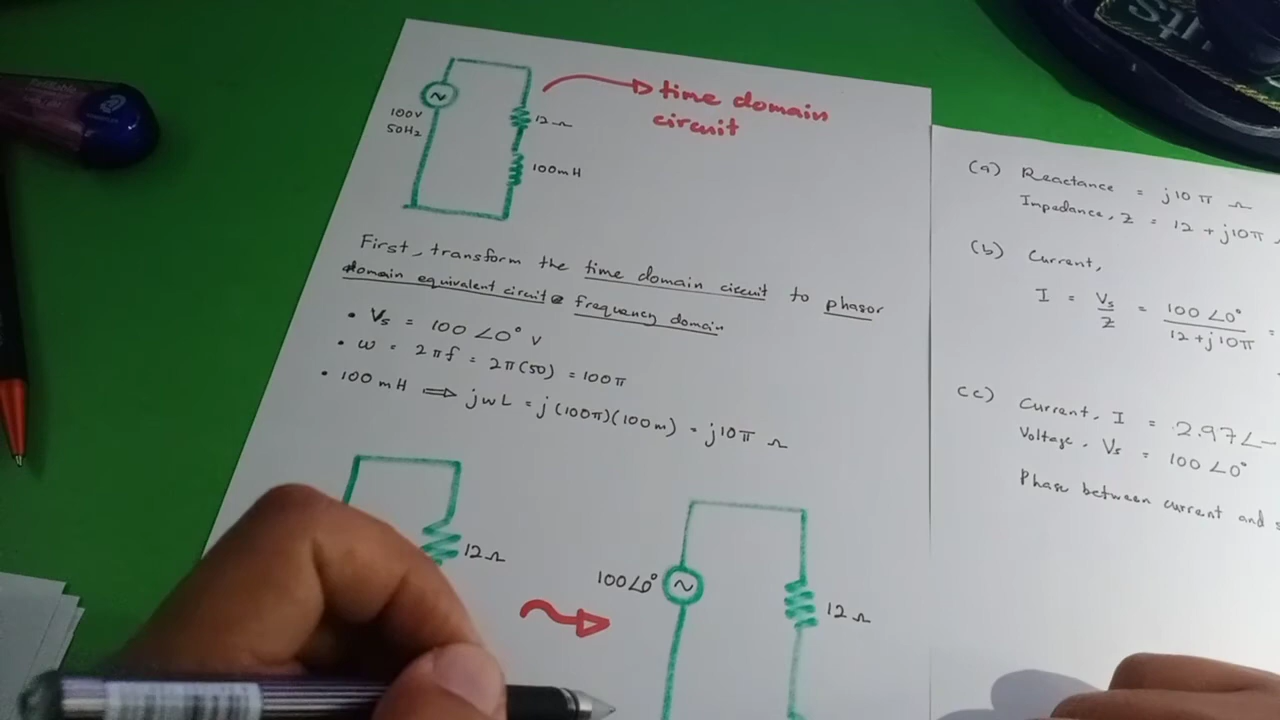 100V
50Hz
12Ω
100mH
time domain
circuit
First, transform the time domain circuit to phasor
domain equivalent circuit @ frequency domain
• Vs = 100∠0° V
• ω = 2πf = 2π(50) = 100π
• 100mH ⟹ jωL = j(100π)(100m) = j10π Ω
12Ω
100∠0°
12Ω
(a) Reactance = j10π Ω
Impedance, Z = 12 + j10π
(b) Current,
I = Vs/Z = 100∠0°/12+j10π =
(c) Current, I = 2.97∠-
Voltage, Vs = 100∠0°
Phase between current and